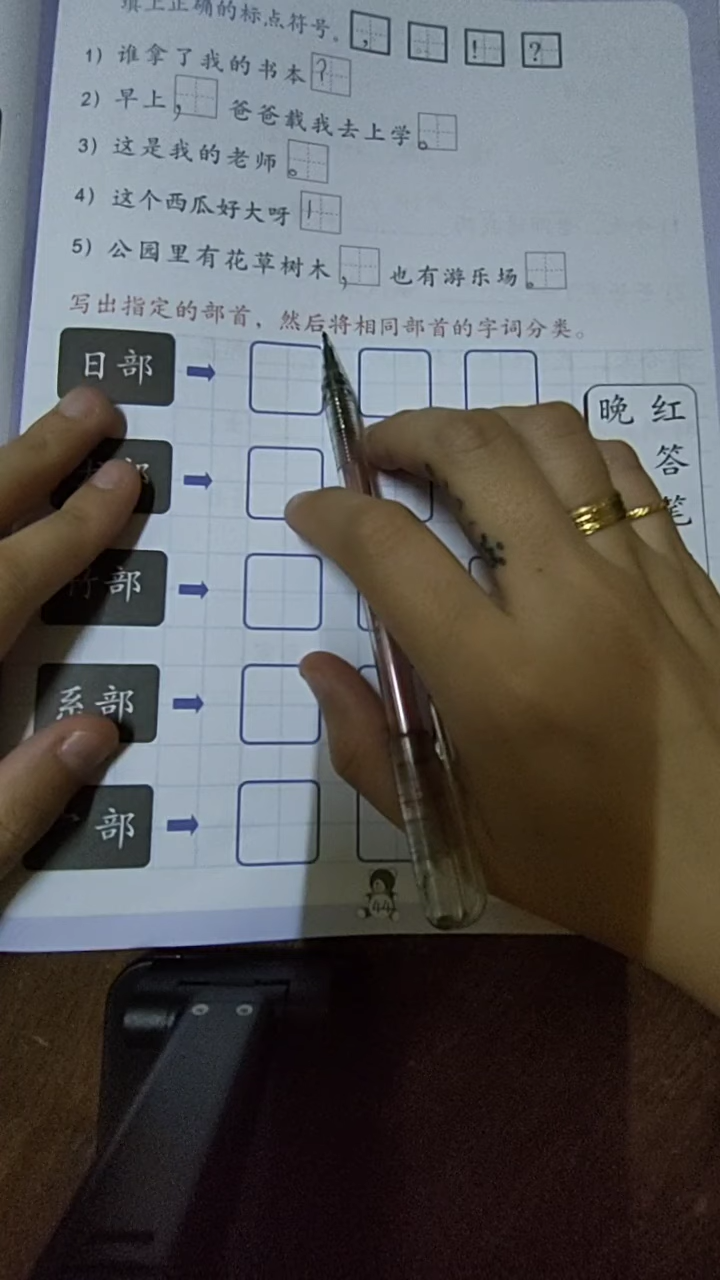 填上正确的标点符号。 , 。 ! ?
1) 谁拿了我的书本?
2) 早上, 爸爸载我去上学。
3) 这是我的老师。
4) 这个西瓜好大呀!
5) 公园里有花草树木, 也有游乐场。
写出指定的部首，然后将相同部首的字词分类。
日部
部
竹部
系部
部
晚 红
答
笔
44